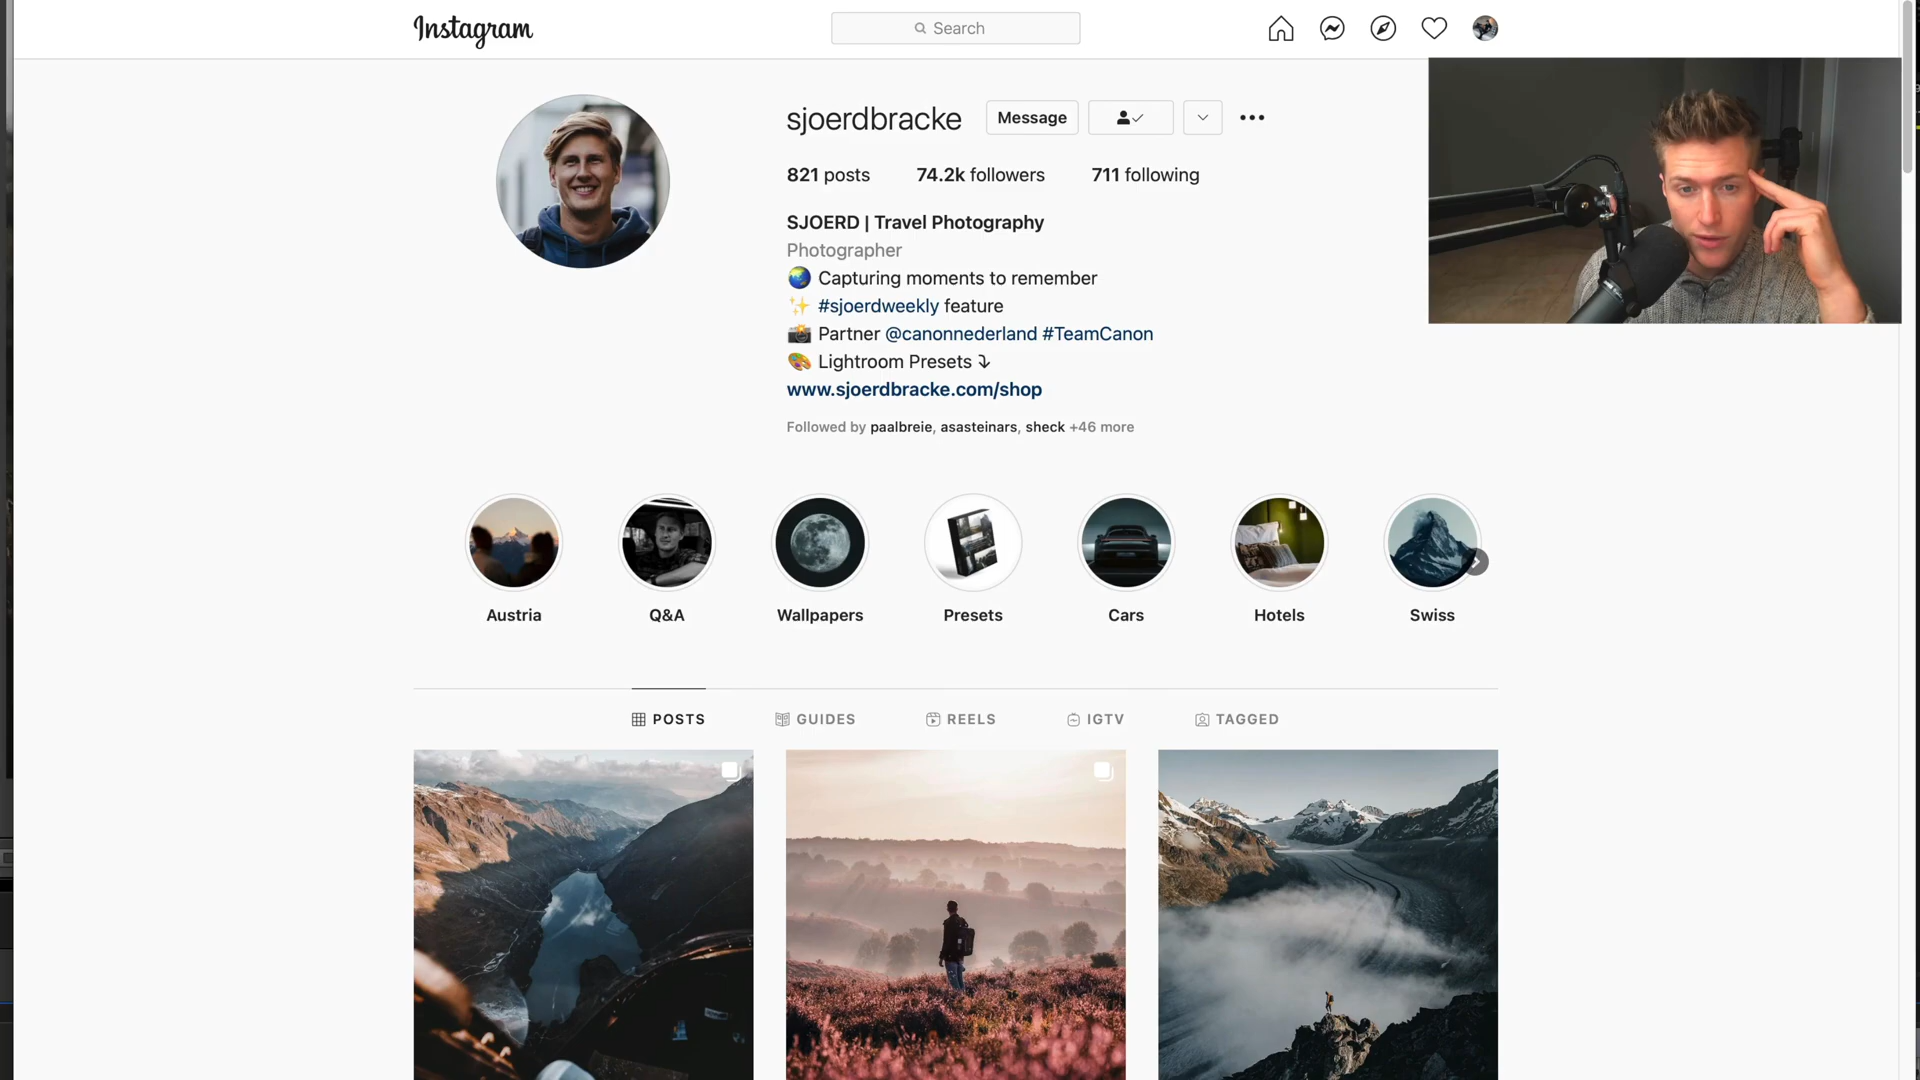 Instagram
Search
sjoerdbracke
Message
821 posts
74.2k followers
711 following
SJOERD | Travel Photography
Photographer
🌏 Capturing moments to remember
✨ #sjoerdweekly feature
📸 Partner @canonnederland #TeamCanon
🎨 Lightroom Presets ⤵
www.sjoerdbracke.com/shop
Followed by paalbreie, asasteinars, sheck +46 more
Austria
Q&A
Wallpapers
Presets
Cars
Hotels
Swiss
POSTS
GUIDES
REELS
IGTV
TAGGED